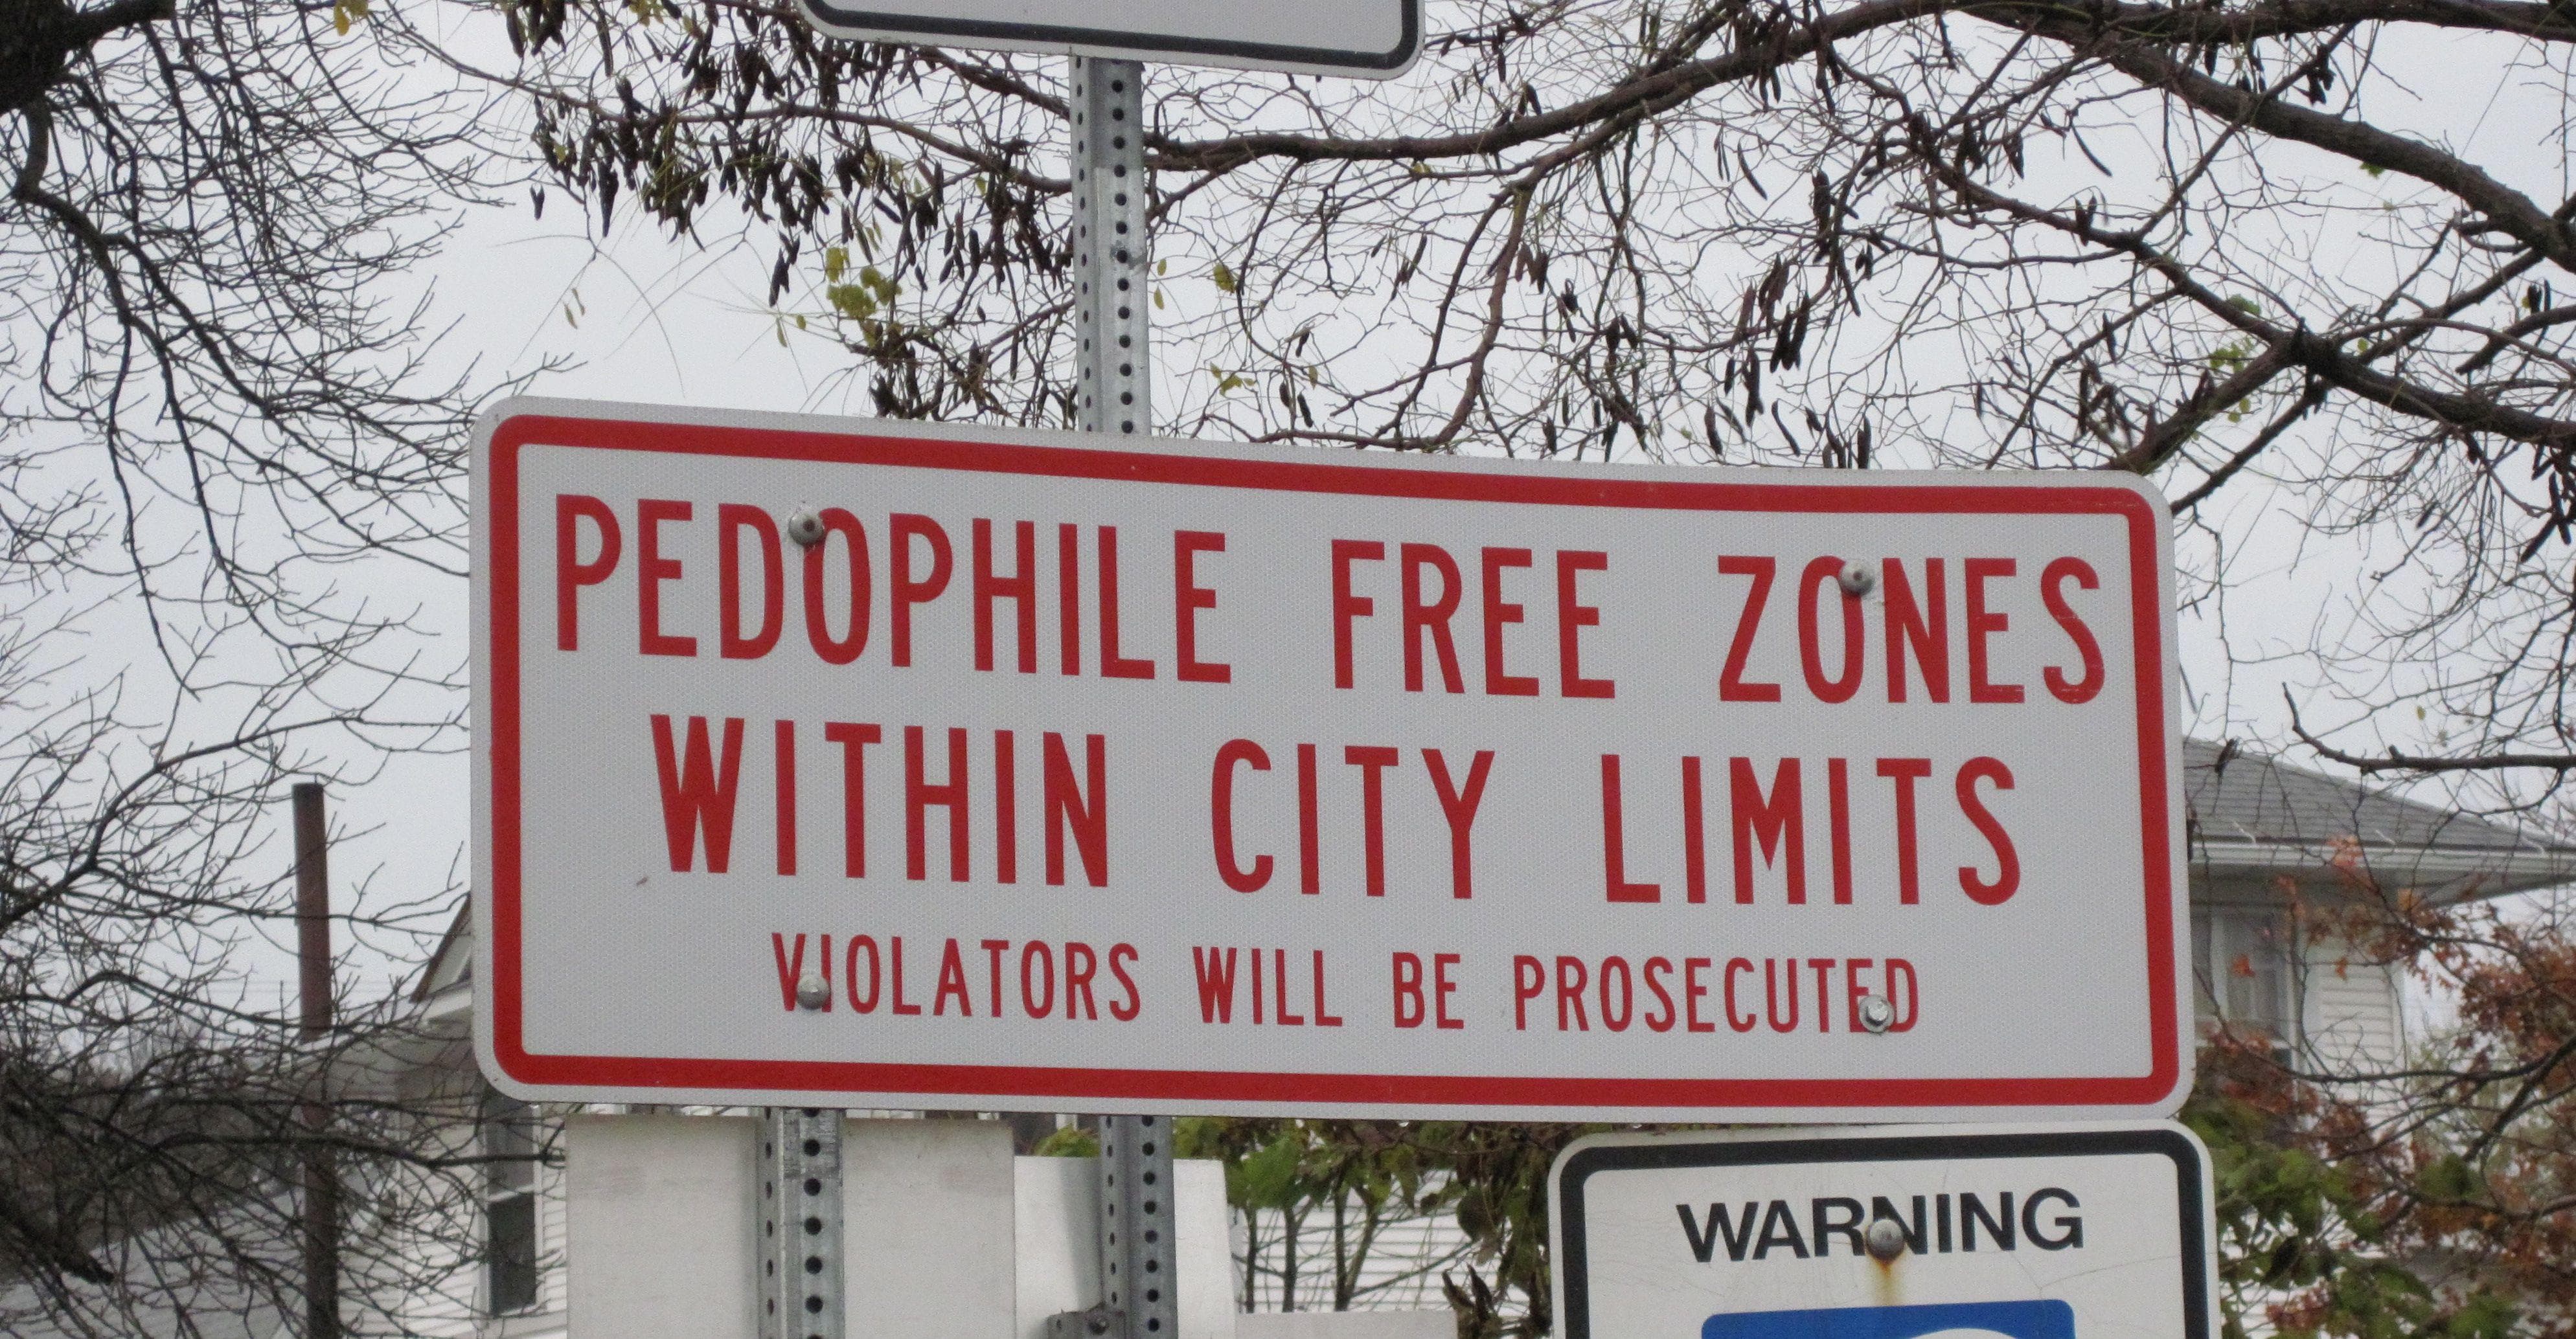 PEDOPHILE FREE ZONES
WITHIN CITY LIMITS
VIOLATORS WILL BE PROSECUTED
WARNING